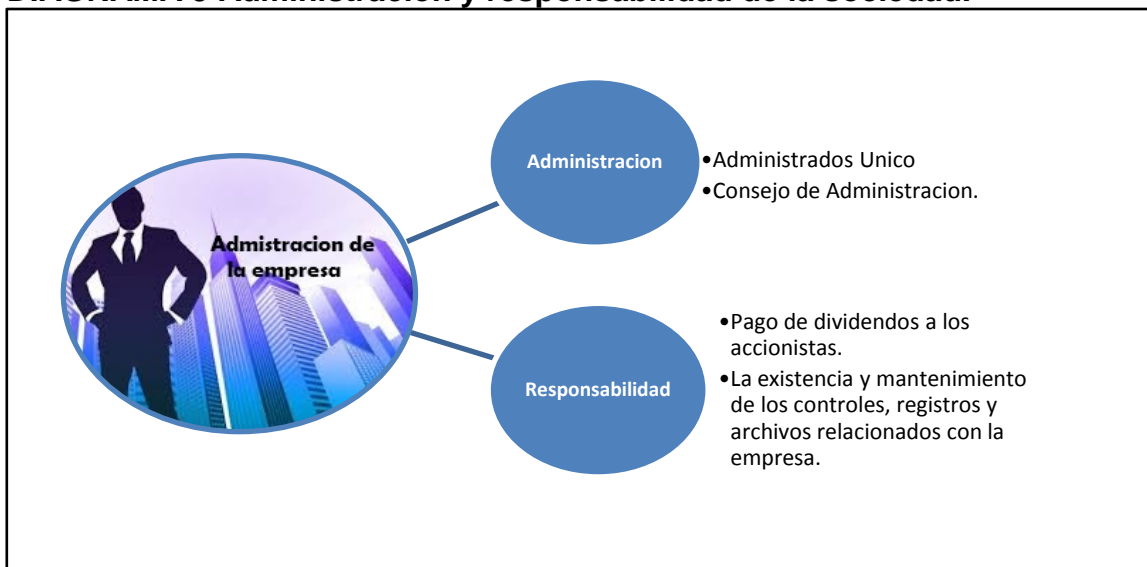 Admistracion de
la empresa
Administracion
•Administrados Unico
•Consejo de Administracion.
Responsabilidad
•Pago de dividendos a los
accionistas.
•La existencia y mantenimiento
de los controles, registros y
archivos relacionados con la
empresa.